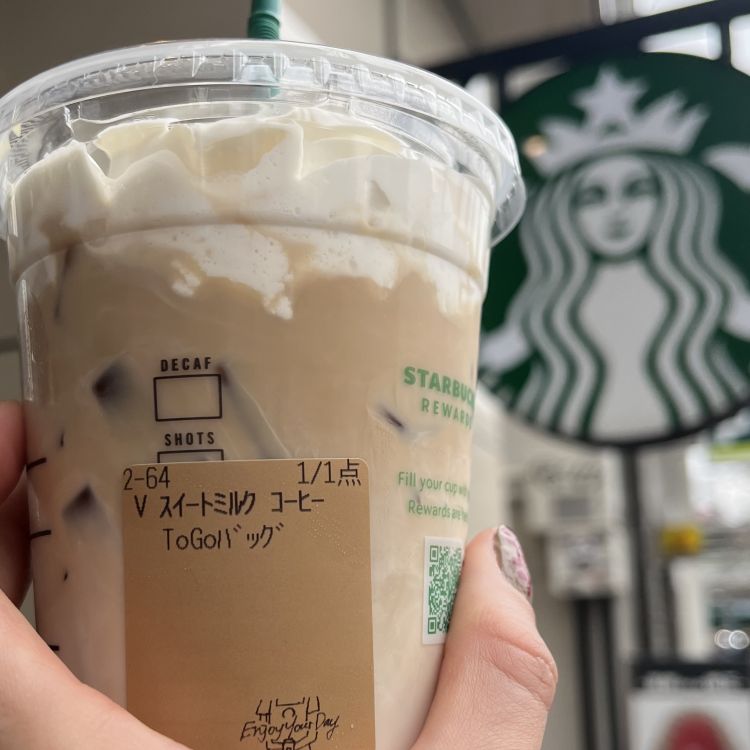 DECAF
SHOTS
STARBUCKS
REWARDS
Fill your cup with
Rewards are
2-64 1/1点
V スイートミルク コーヒー
ToGoバッグ
Enjoy Your Day